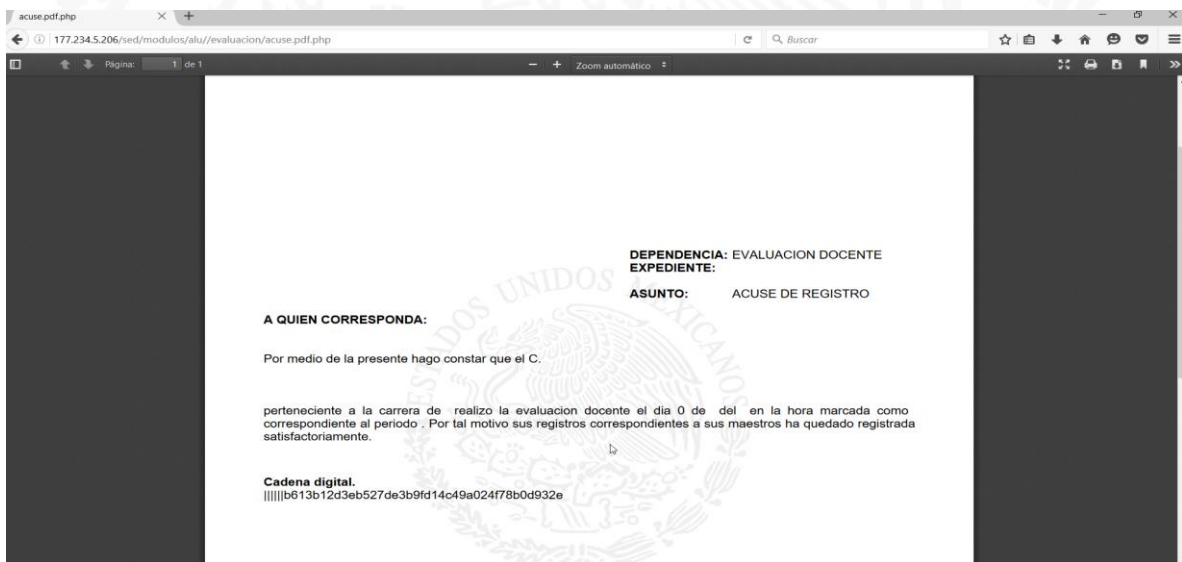 acuse.pdf.php
177.234.5.206/sed/modulos/alu//evaluacion/acuse.pdf.php
Buscar
Página: 1 de 1
Zoom automático
DEPENDENCIA: EVALUACION DOCENTE
EXPEDIENTE:
ASUNTO: ACUSE DE REGISTRO
ESTADOS UNIDOS MEXICANOS
A QUIEN CORRESPONDA:
Por medio de la presente hago constar que el C.
perteneciente a la carrera de realizo la evaluacion docente el dia 0 de del en la hora marcada como
correspondiente al periodo . Por tal motivo sus registros correspondientes a sus maestros ha quedado registrada
satisfactoriamente.
Cadena digital.
||||||b613b12d3eb527de3b9fd14c49a024f78b0d932e